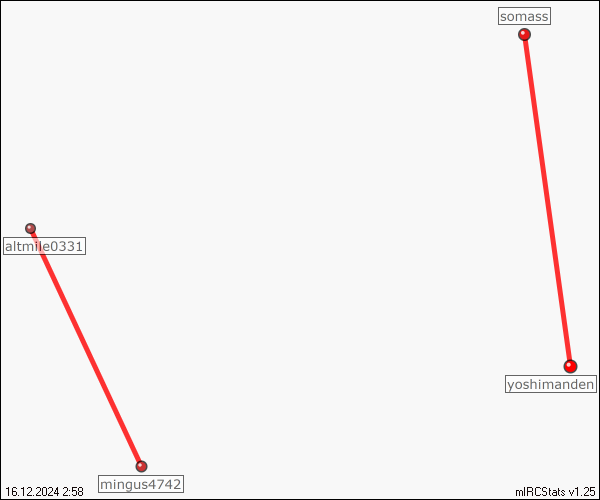 somass
altmile0331
yoshimanden
mingus4742
16.12.2024 2:58
mIRCStats v1.25